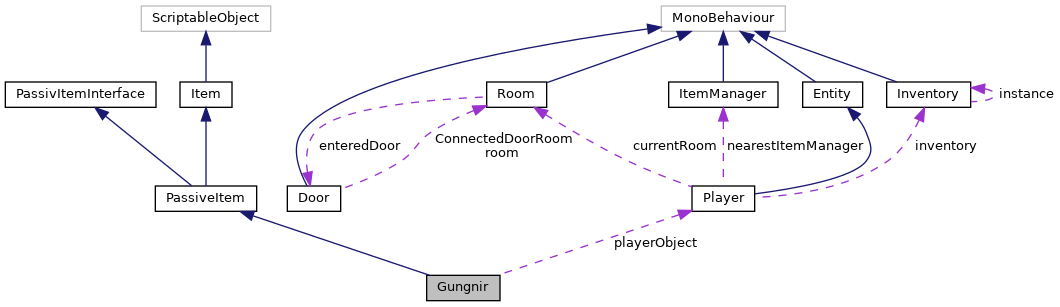 ScriptableObject
MonoBehaviour
PassivItemInterface
Item
Room
ItemManager
Entity
Inventory
instance
enteredDoor
ConnectedDoorRoom
room
currentRoom
nearestItemManager
inventory
PassiveItem
Door
Player
playerObject
Gungnir